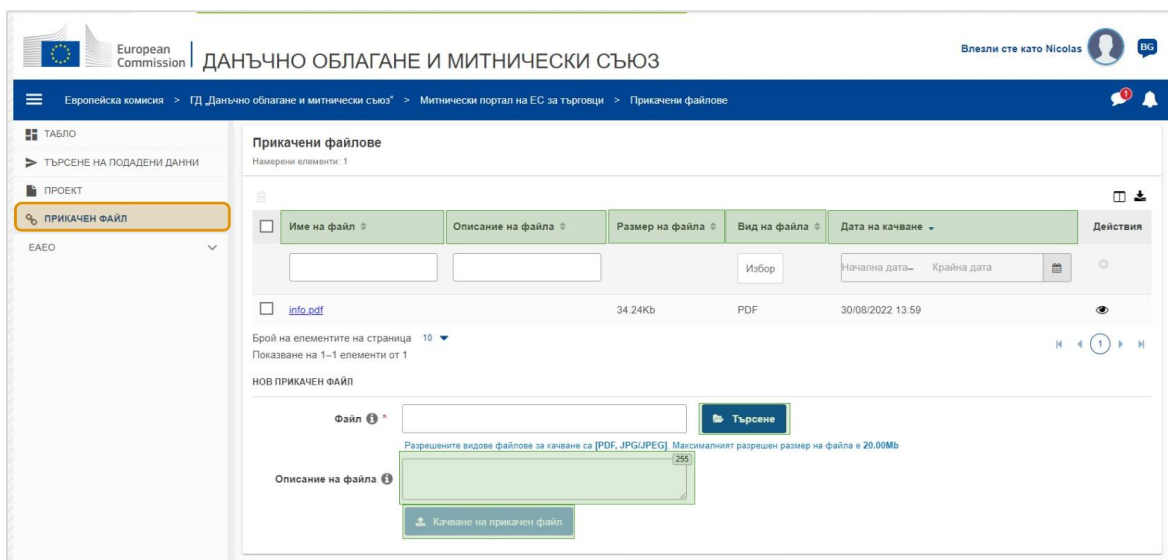 European
Commission
ДАНЪЧНО ОБЛАГАНЕ И МИТНИЧЕСКИ СЪЮЗ
Влезли сте като Nicolas
BG
Европейска комисия > ГД „Данъчно облагане и митнически съюз“ > Митнически портал на ЕС за търговци > Прикачени файлове
1
ТАБЛО
ТЪРСЕНЕ НА ПОДАДЕНИ ДАННИ
ПРОЕКТ
ПРИКАЧЕН ФАЙЛ
ЕАЕО
Прикачени файлове
Намерени елементи: 1
Име на файл Описание на файла Размер на файла Вид на файла Дата на качване Действия
Избор Начална дата– Крайна дата
info.pdf 34.24Kb PDF 30/08/2022 13:59
Брой на елементите на страница 10
Показване на 1–1 елементи от 1
1
НОВ ПРИКАЧЕН ФАЙЛ
Файл * Търсене
Разрешените видове файлове за качване са [PDF, JPG/JPEG]. Максималният разрешен размер на файла е 20.00Mb
255
Описание на файла
Качване на прикачен файл